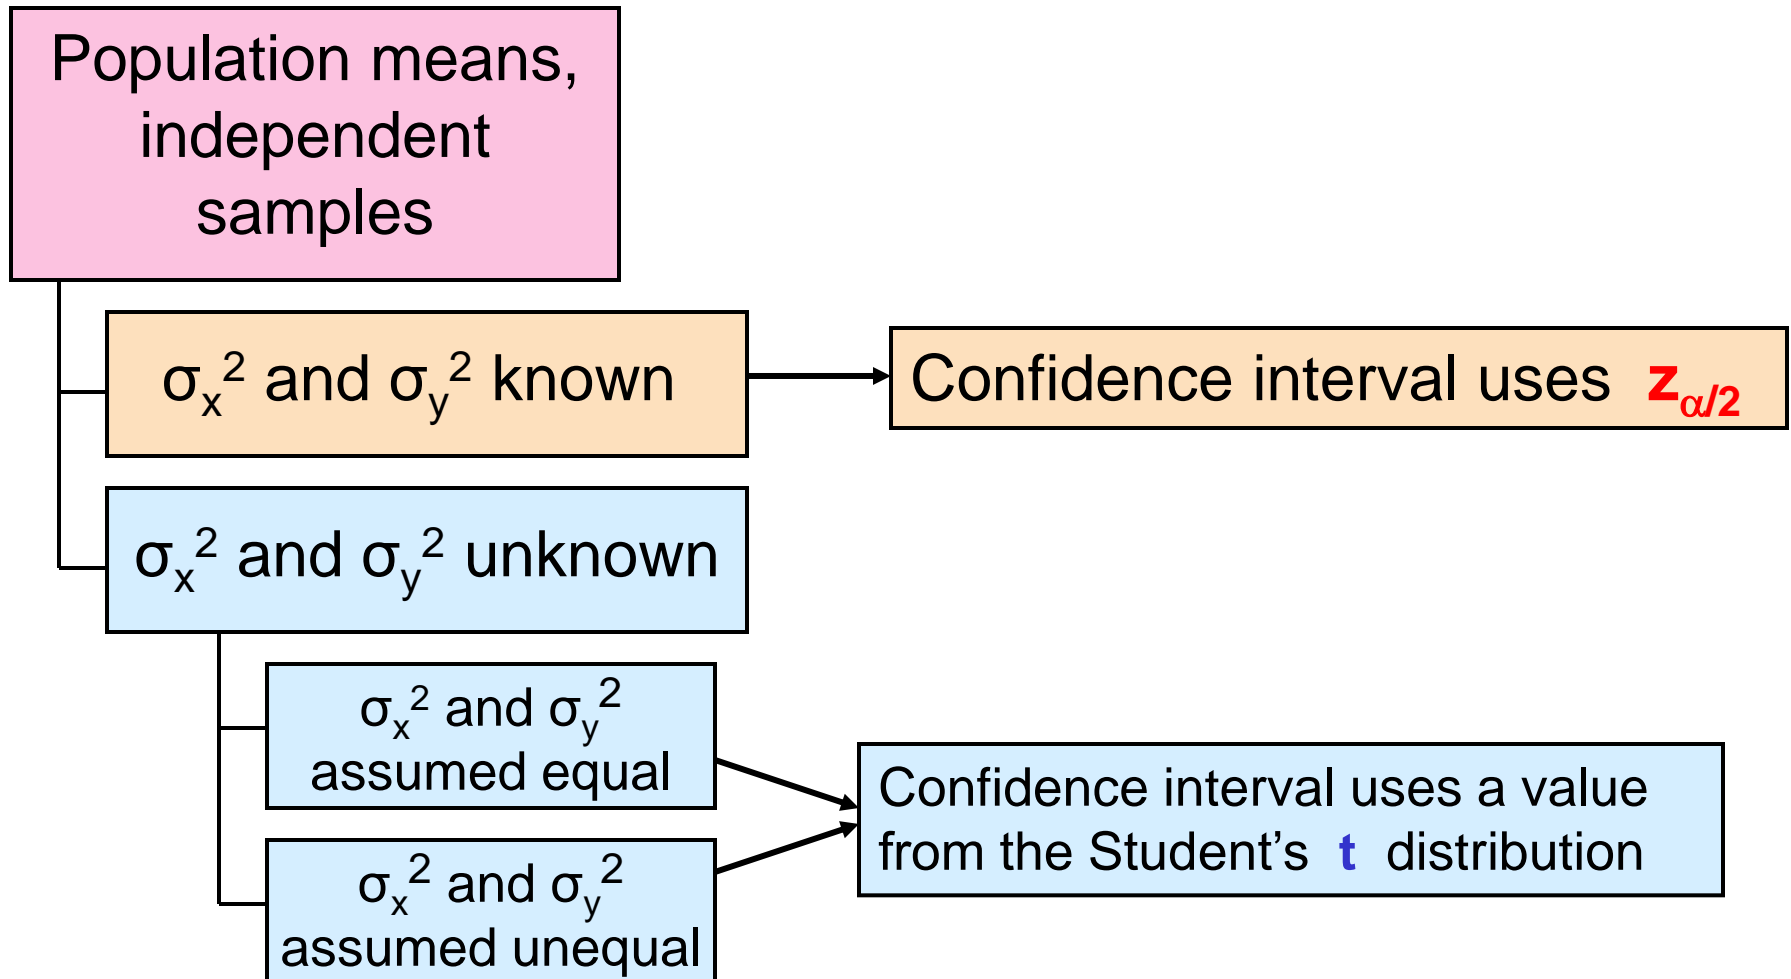 Population means,
independent
samples
σx² and σy² known
Confidence interval uses zα/2
σx² and σy² unknown
σx² and σy²
assumed equal
Confidence interval uses a value
from the Student’s t distribution
σx² and σy²
assumed unequal